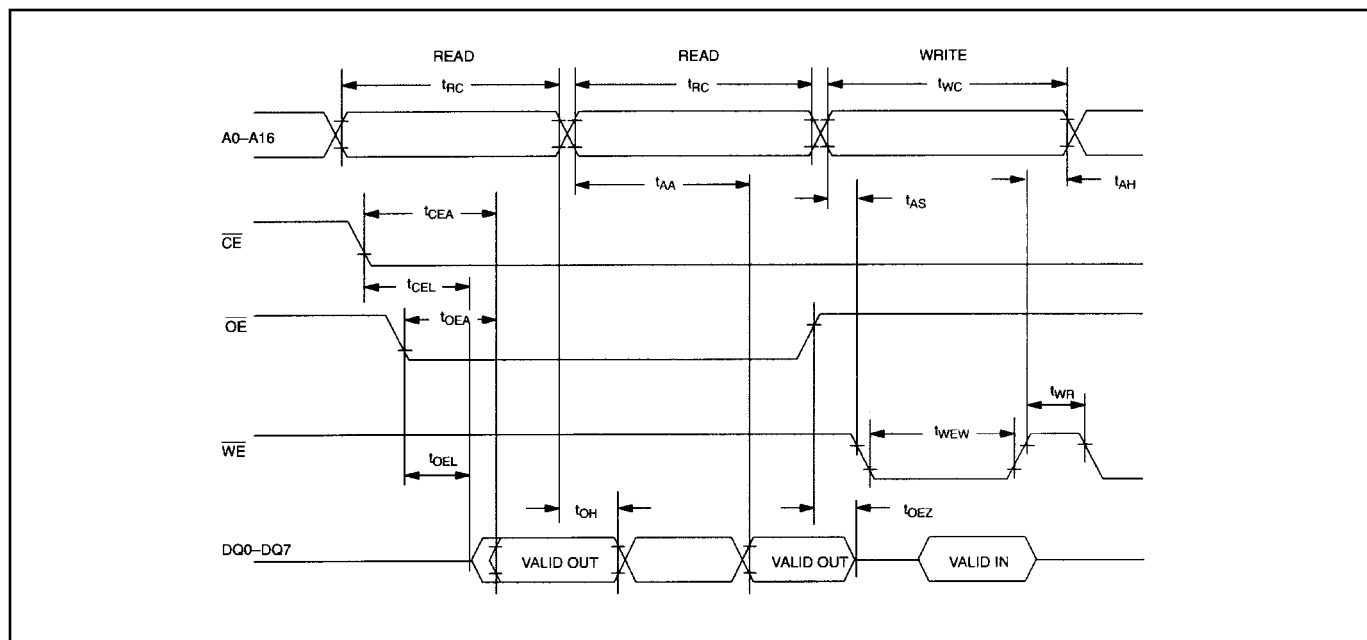 READ READ WRITE
tRC tRC tWC
A0–A16
tAA tAH
tCEA tAS
CE
tCEL
OE tOEA
tWR
tWEW
WE
tOEL
tOH tOEZ
DQ0–DQ7 VALID OUT VALID OUT VALID IN